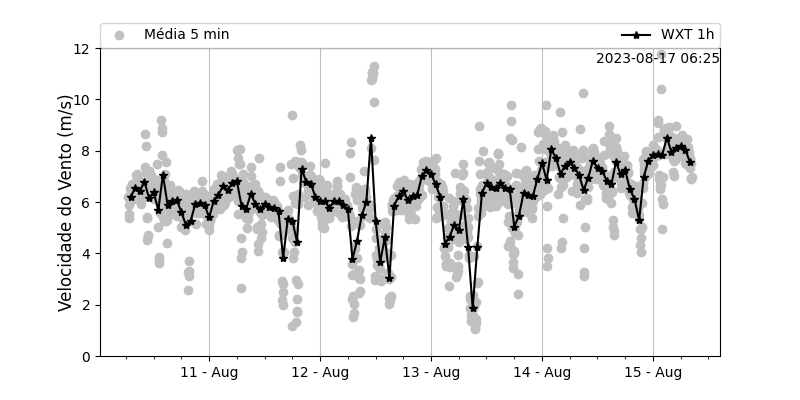 Média 5 min
WXT 1h
2023-08-17 06:25
Velocidade do Vento (m/s)
12
10
8
6
4
2
0
11 - Aug
12 - Aug
13 - Aug
14 - Aug
15 - Aug